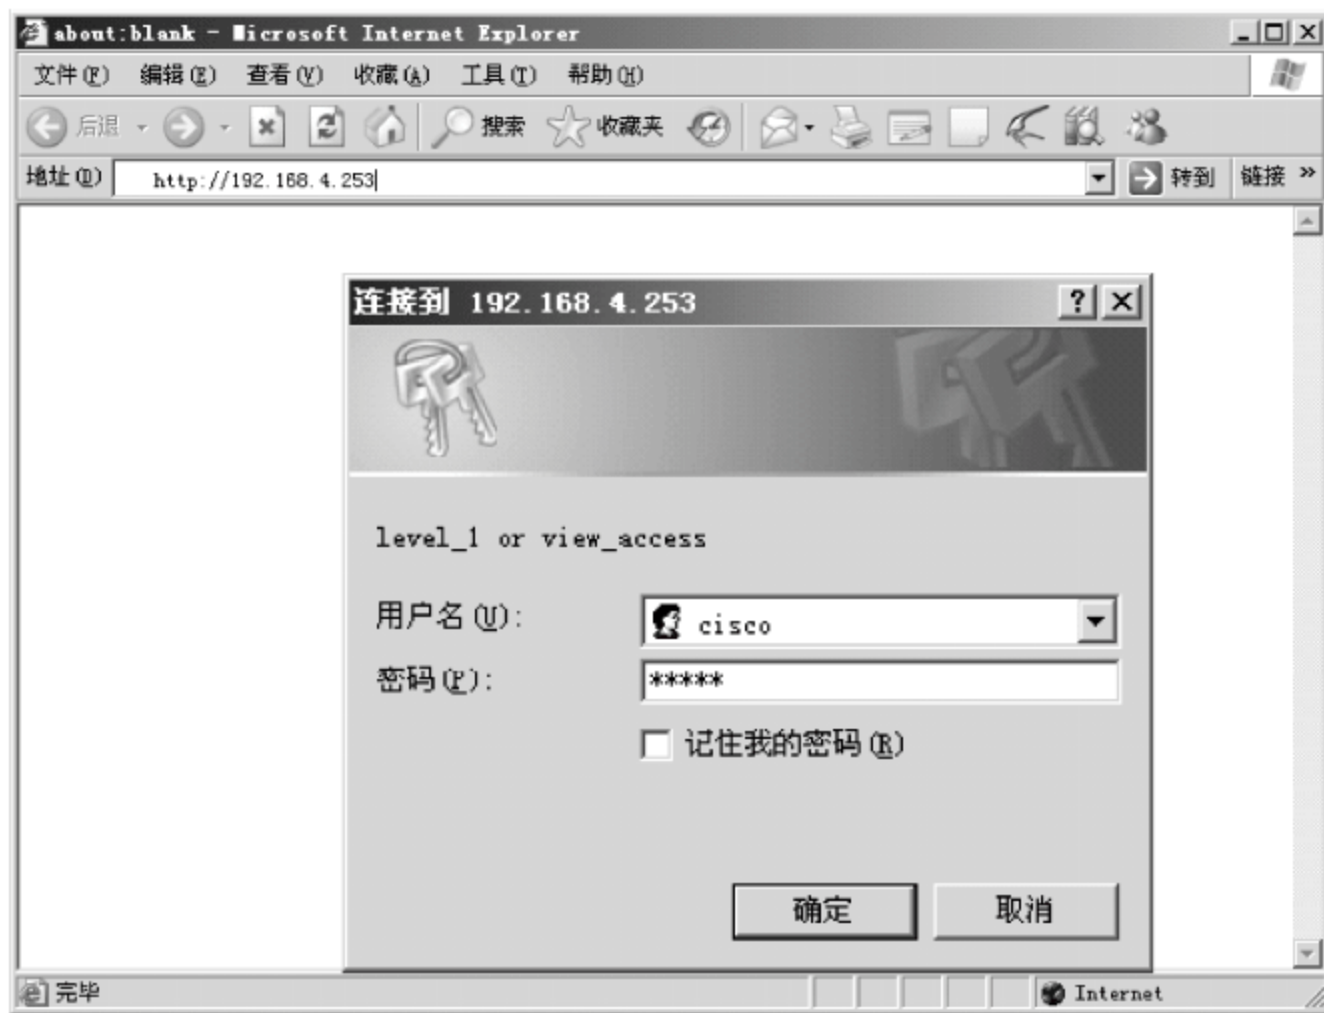 about:blank - Microsoft Internet Explorer
文件(F) 编辑(E) 查看(V) 收藏(A) 工具(T) 帮助(H)
后退 搜索 收藏夹
地址(D) http://192.168.4.253 转到 链接 »
连接到 192.168.4.253
level_1 or view_access
用户名(U): cisco
密码(P): *****
记住我的密码(R)
确定 取消
完毕 Internet